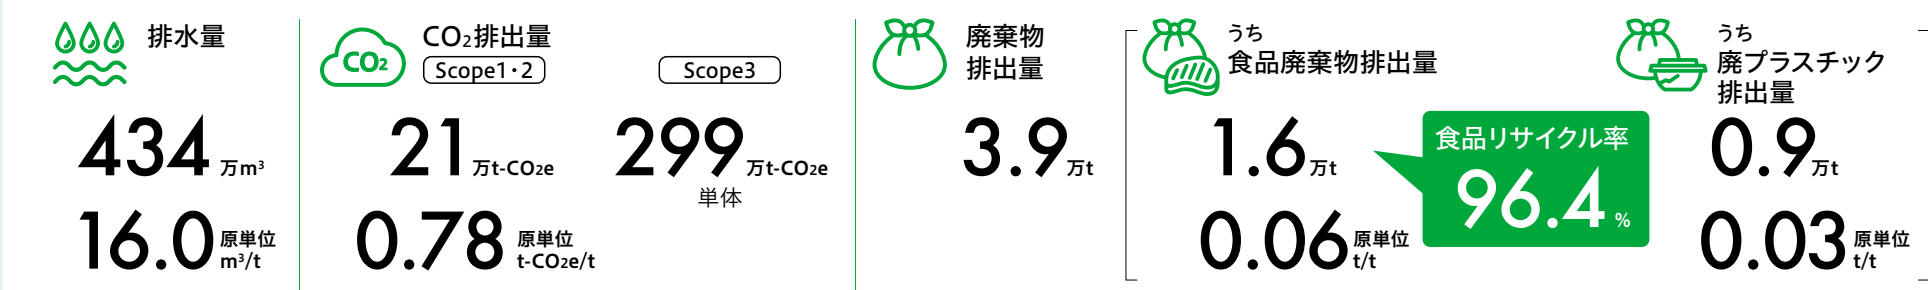 排水量
434 万m³
16.0 原単位 m³/t
CO₂
CO₂排出量
Scope1・2
21 万t-CO₂e
0.78 原単位 t-CO₂e/t
Scope3
299 万t-CO₂e
単体
廃棄物
排出量
3.9 万t
うち
食品廃棄物排出量
1.6 万t
0.06 原単位 t/t
食品リサイクル率
96.4 %
うち
廃プラスチック
排出量
0.9 万t
0.03 原単位 t/t